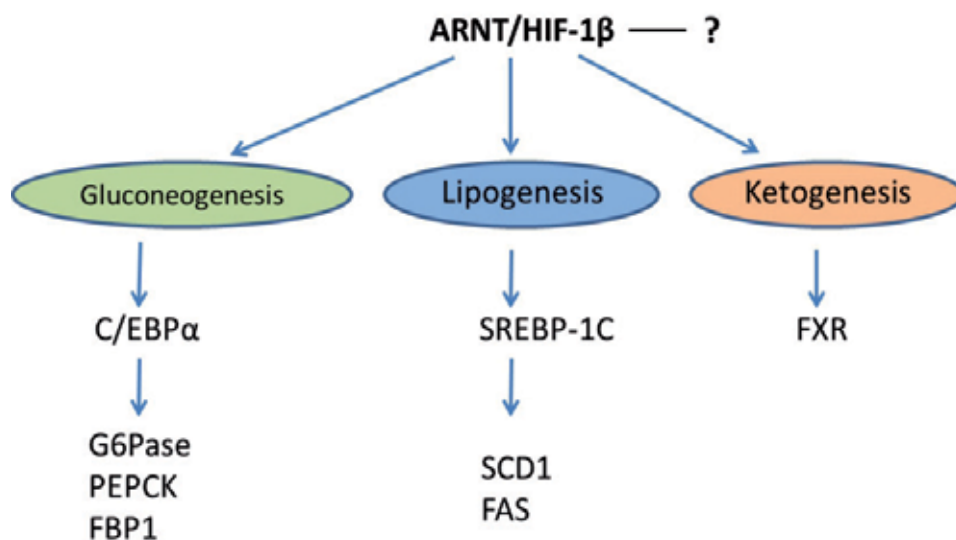 ARNT/HIF-1β — ?
Gluconeogenesis
Lipogenesis
Ketogenesis
C/EBPα
SREBP-1C
FXR
G6Pase
PEPCK
FBP1
SCD1
FAS